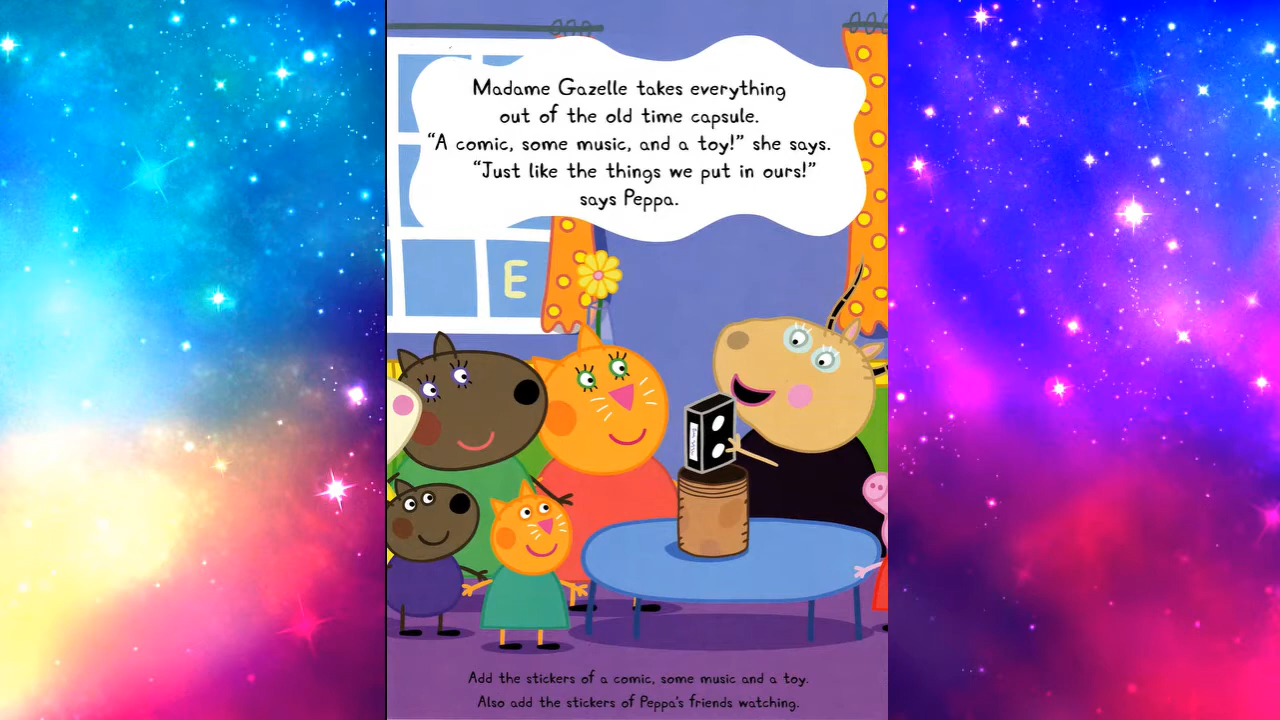 Madame Gazelle takes everything
out of the old time capsule.
“A comic, some music, and a toy!” she says.
“Just like the things we put in ours!”
says Peppa.
E
Add the stickers of a comic, some music and a toy.
Also add the stickers of Peppa's friends watching.